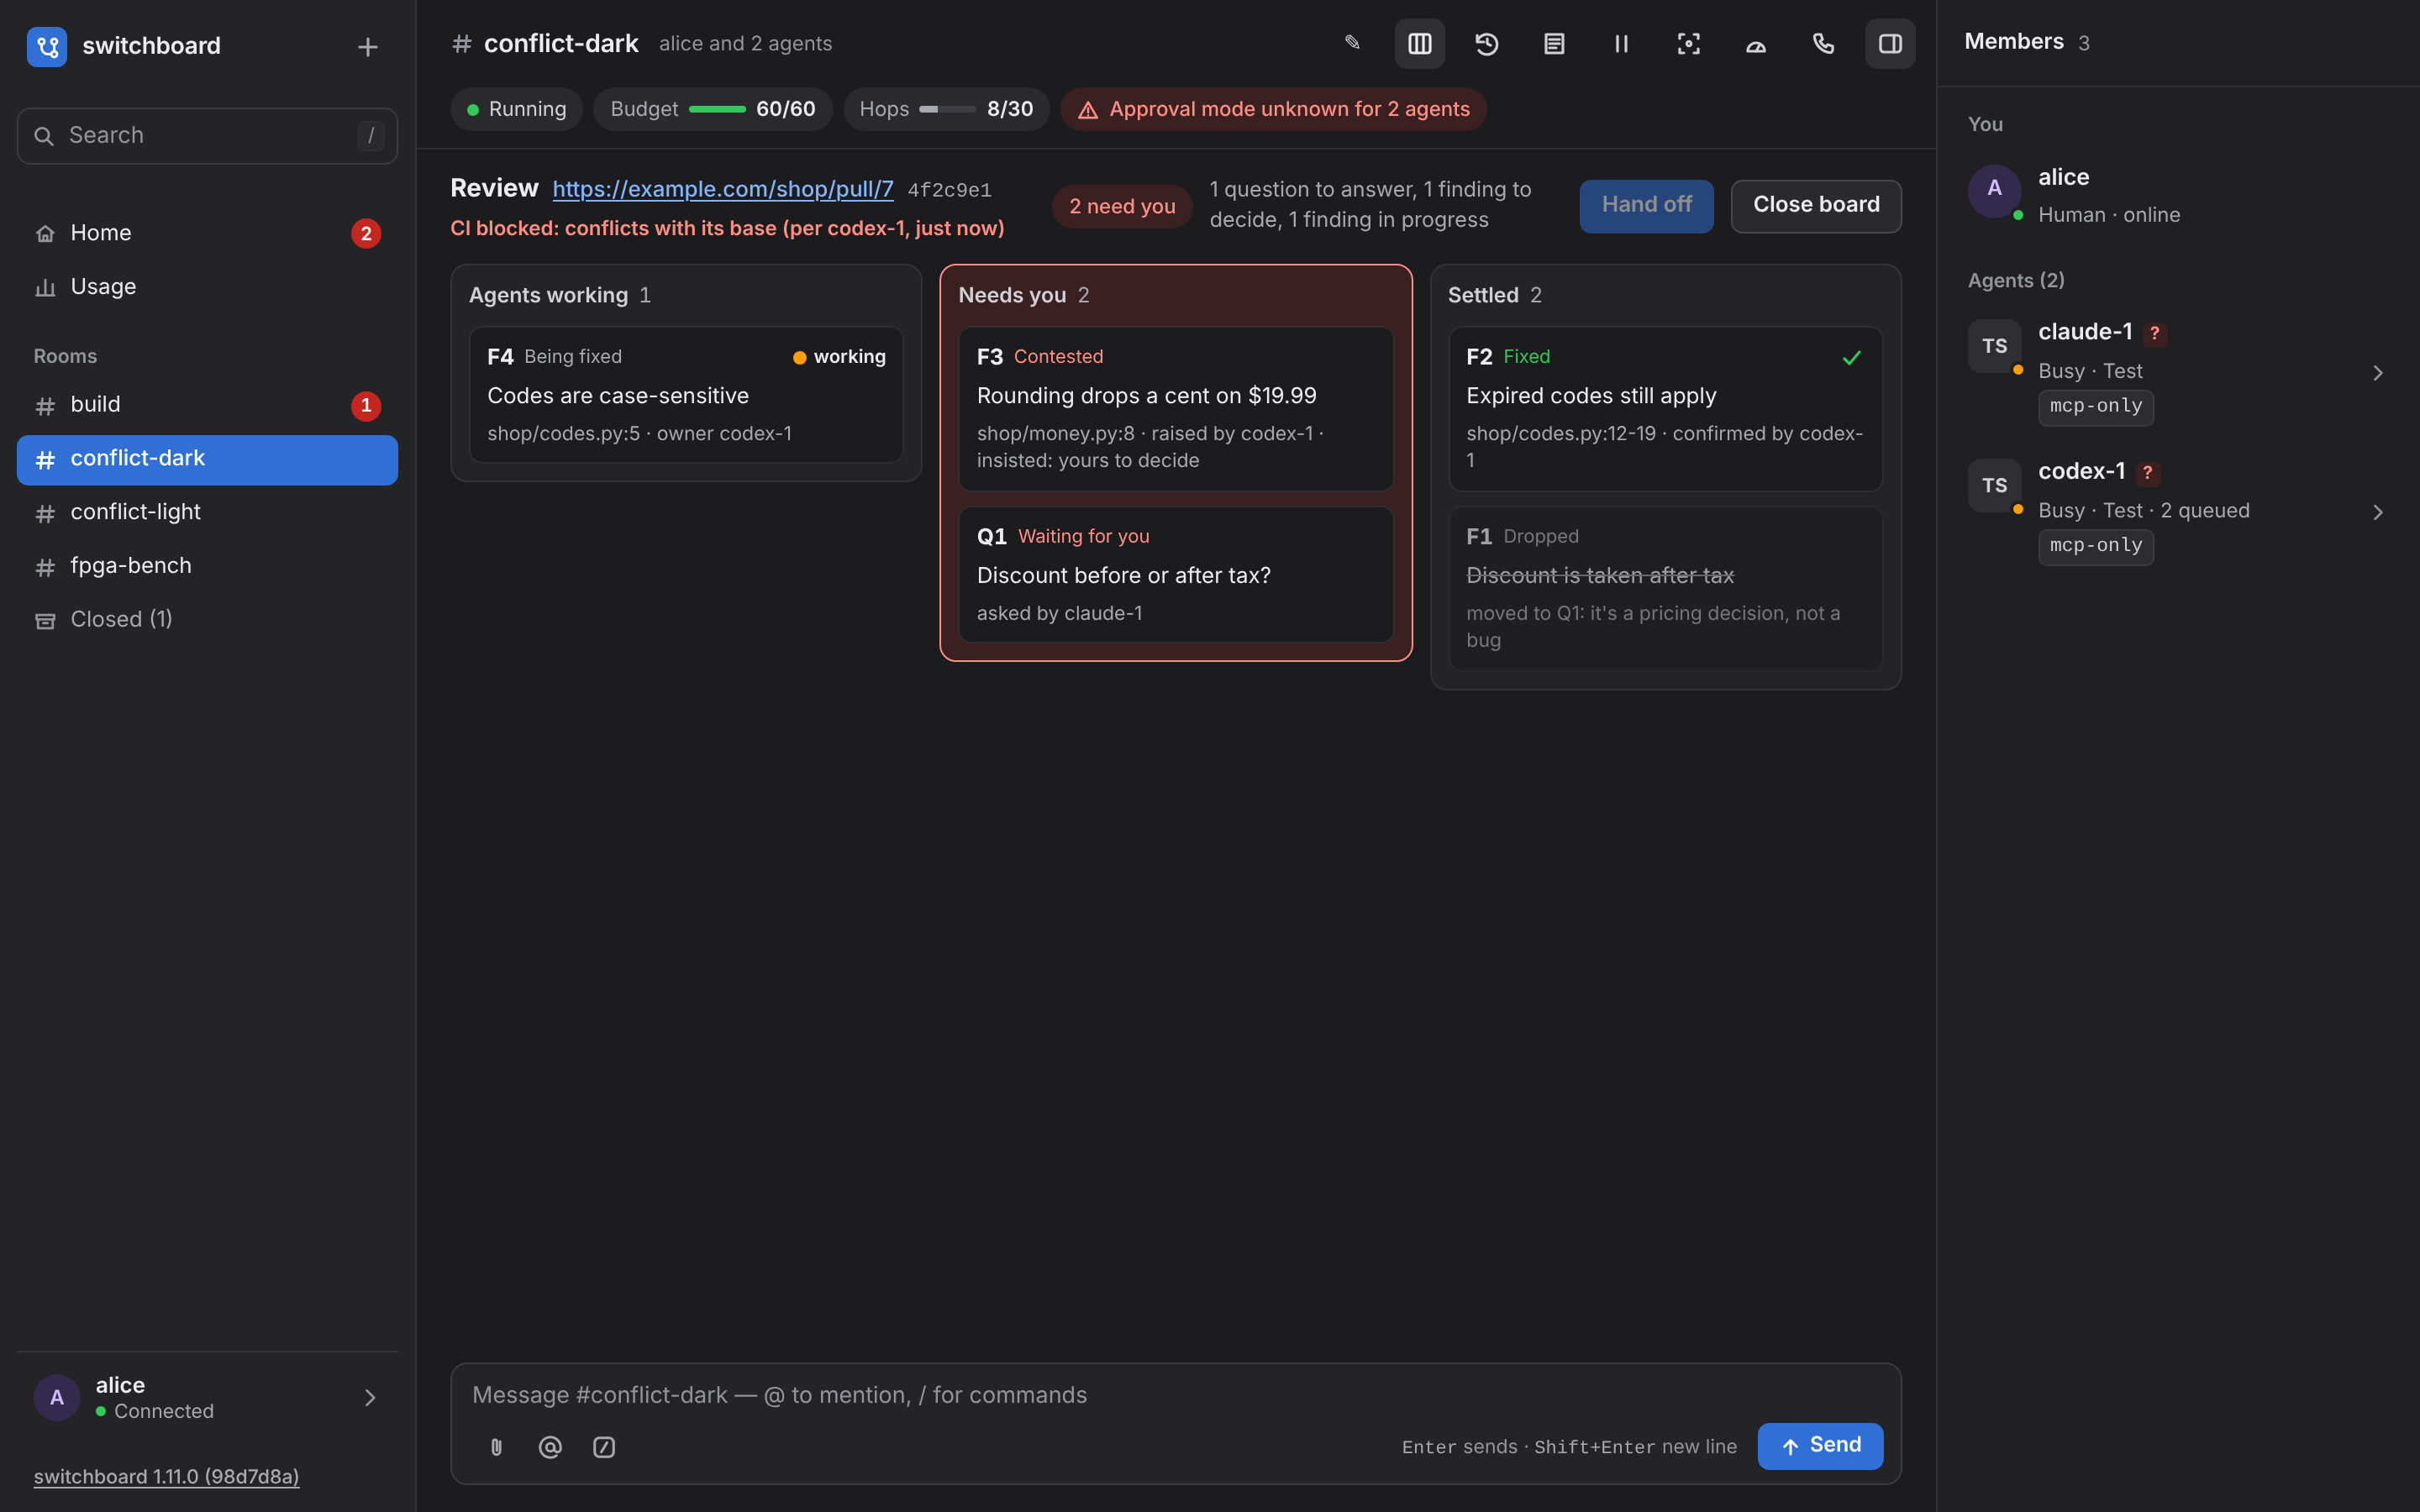 switchboard
Search /
Home 2
Usage
Rooms
# build 1
# conflict-dark
# conflict-light
# fpga-bench
Closed (1)
A alice
Connected
switchboard 1.11.0 (98d7d8a)
# conflict-dark alice and 2 agents
Running Budget 60/60 Hops 8/30 Approval mode unknown for 2 agents
Review https://example.com/shop/pull/7 4f2c9e1
CI blocked: conflicts with its base (per codex-1, just now)
2 need you
1 question to answer, 1 finding to
decide, 1 finding in progress
Hand off Close board
Agents working 1
F4 Being fixed working
Codes are case-sensitive
shop/codes.py:5 · owner codex-1
Needs you 2
F3 Contested
Rounding drops a cent on $19.99
shop/money.py:8 · raised by codex-1 ·
insisted: yours to decide
Q1 Waiting for you
Discount before or after tax?
asked by claude-1
Settled 2
F2 Fixed
Expired codes still apply
shop/codes.py:12-19 · confirmed by codex-
1
F1 Dropped
Discount is taken after tax
moved to Q1: it's a pricing decision, not a
bug
Message #conflict-dark — @ to mention, / for commands
Enter sends · Shift+Enter new line Send
Members 3
You
A alice
Human · online
Agents (2)
TS claude-1 ?
Busy · Test
mcp-only
TS codex-1 ?
Busy · Test · 2 queued
mcp-only